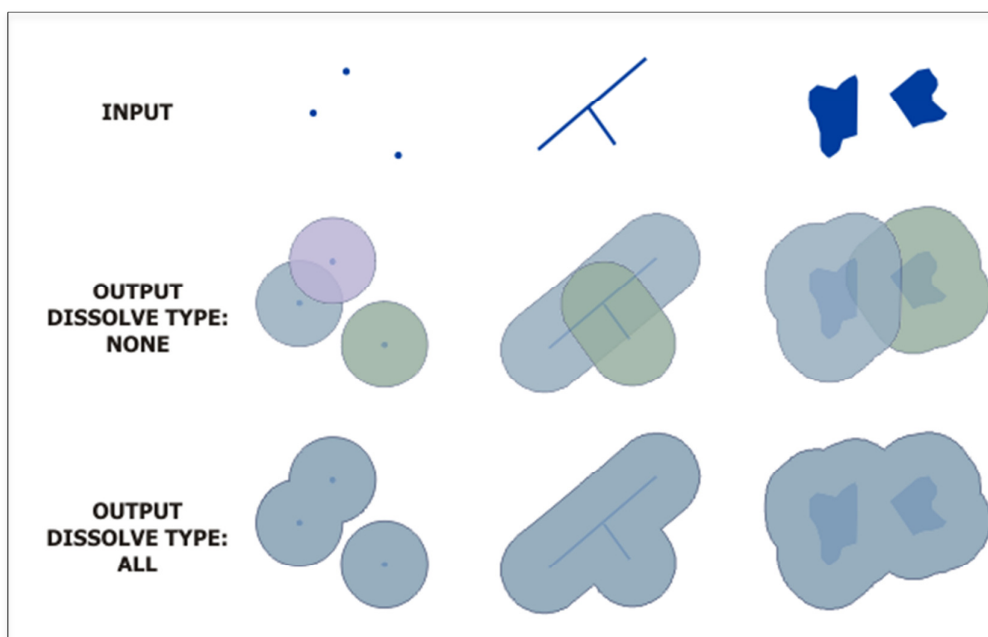 INPUT
OUTPUT
DISSOLVE TYPE:
NONE
OUTPUT
DISSOLVE TYPE:
ALL